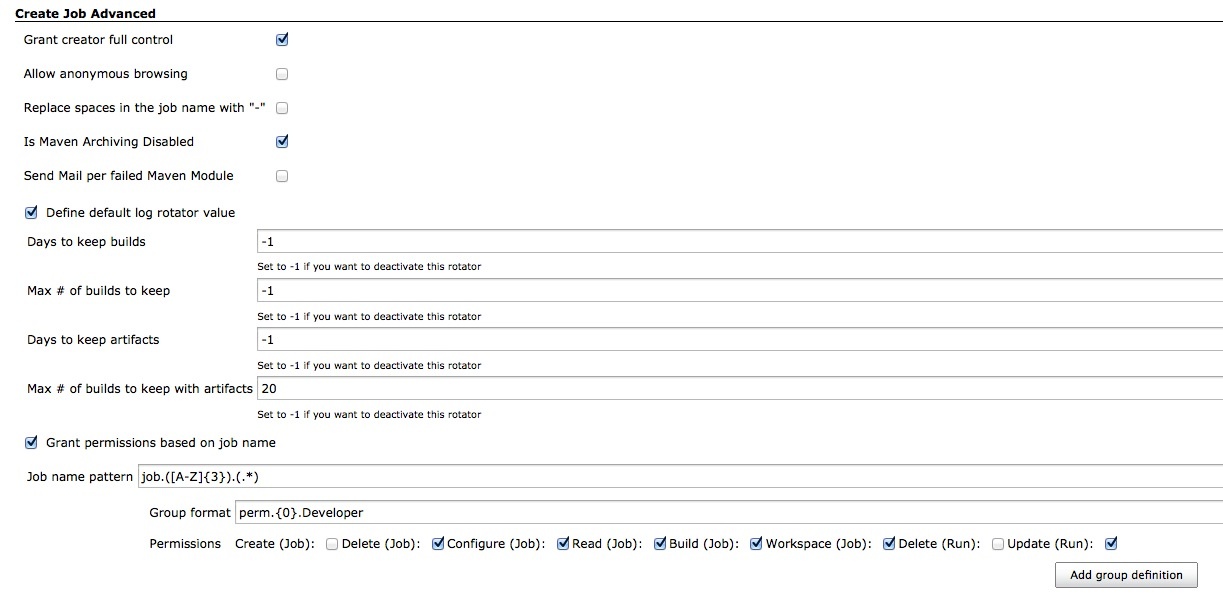 Create Job Advanced
Grant creator full control
Allow anonymous browsing
Replace spaces in the job name with "-"
Is Maven Archiving Disabled
Send Mail per failed Maven Module
Define default log rotator value
Days to keep builds -1
Set to -1 if you want to deactivate this rotator
Max # of builds to keep -1
Set to -1 if you want to deactivate this rotator
Days to keep artifacts -1
Set to -1 if you want to deactivate this rotator
Max # of builds to keep with artifacts 20
Set to -1 if you want to deactivate this rotator
Grant permissions based on job name
Job name pattern job.([A-Z]{3}).(.*)
Group format perm.{0}.Developer
Permissions Create (Job): Delete (Job): Configure (Job): Read (Job): Build (Job): Workspace (Job): Delete (Run): Update (Run):
Add group definition